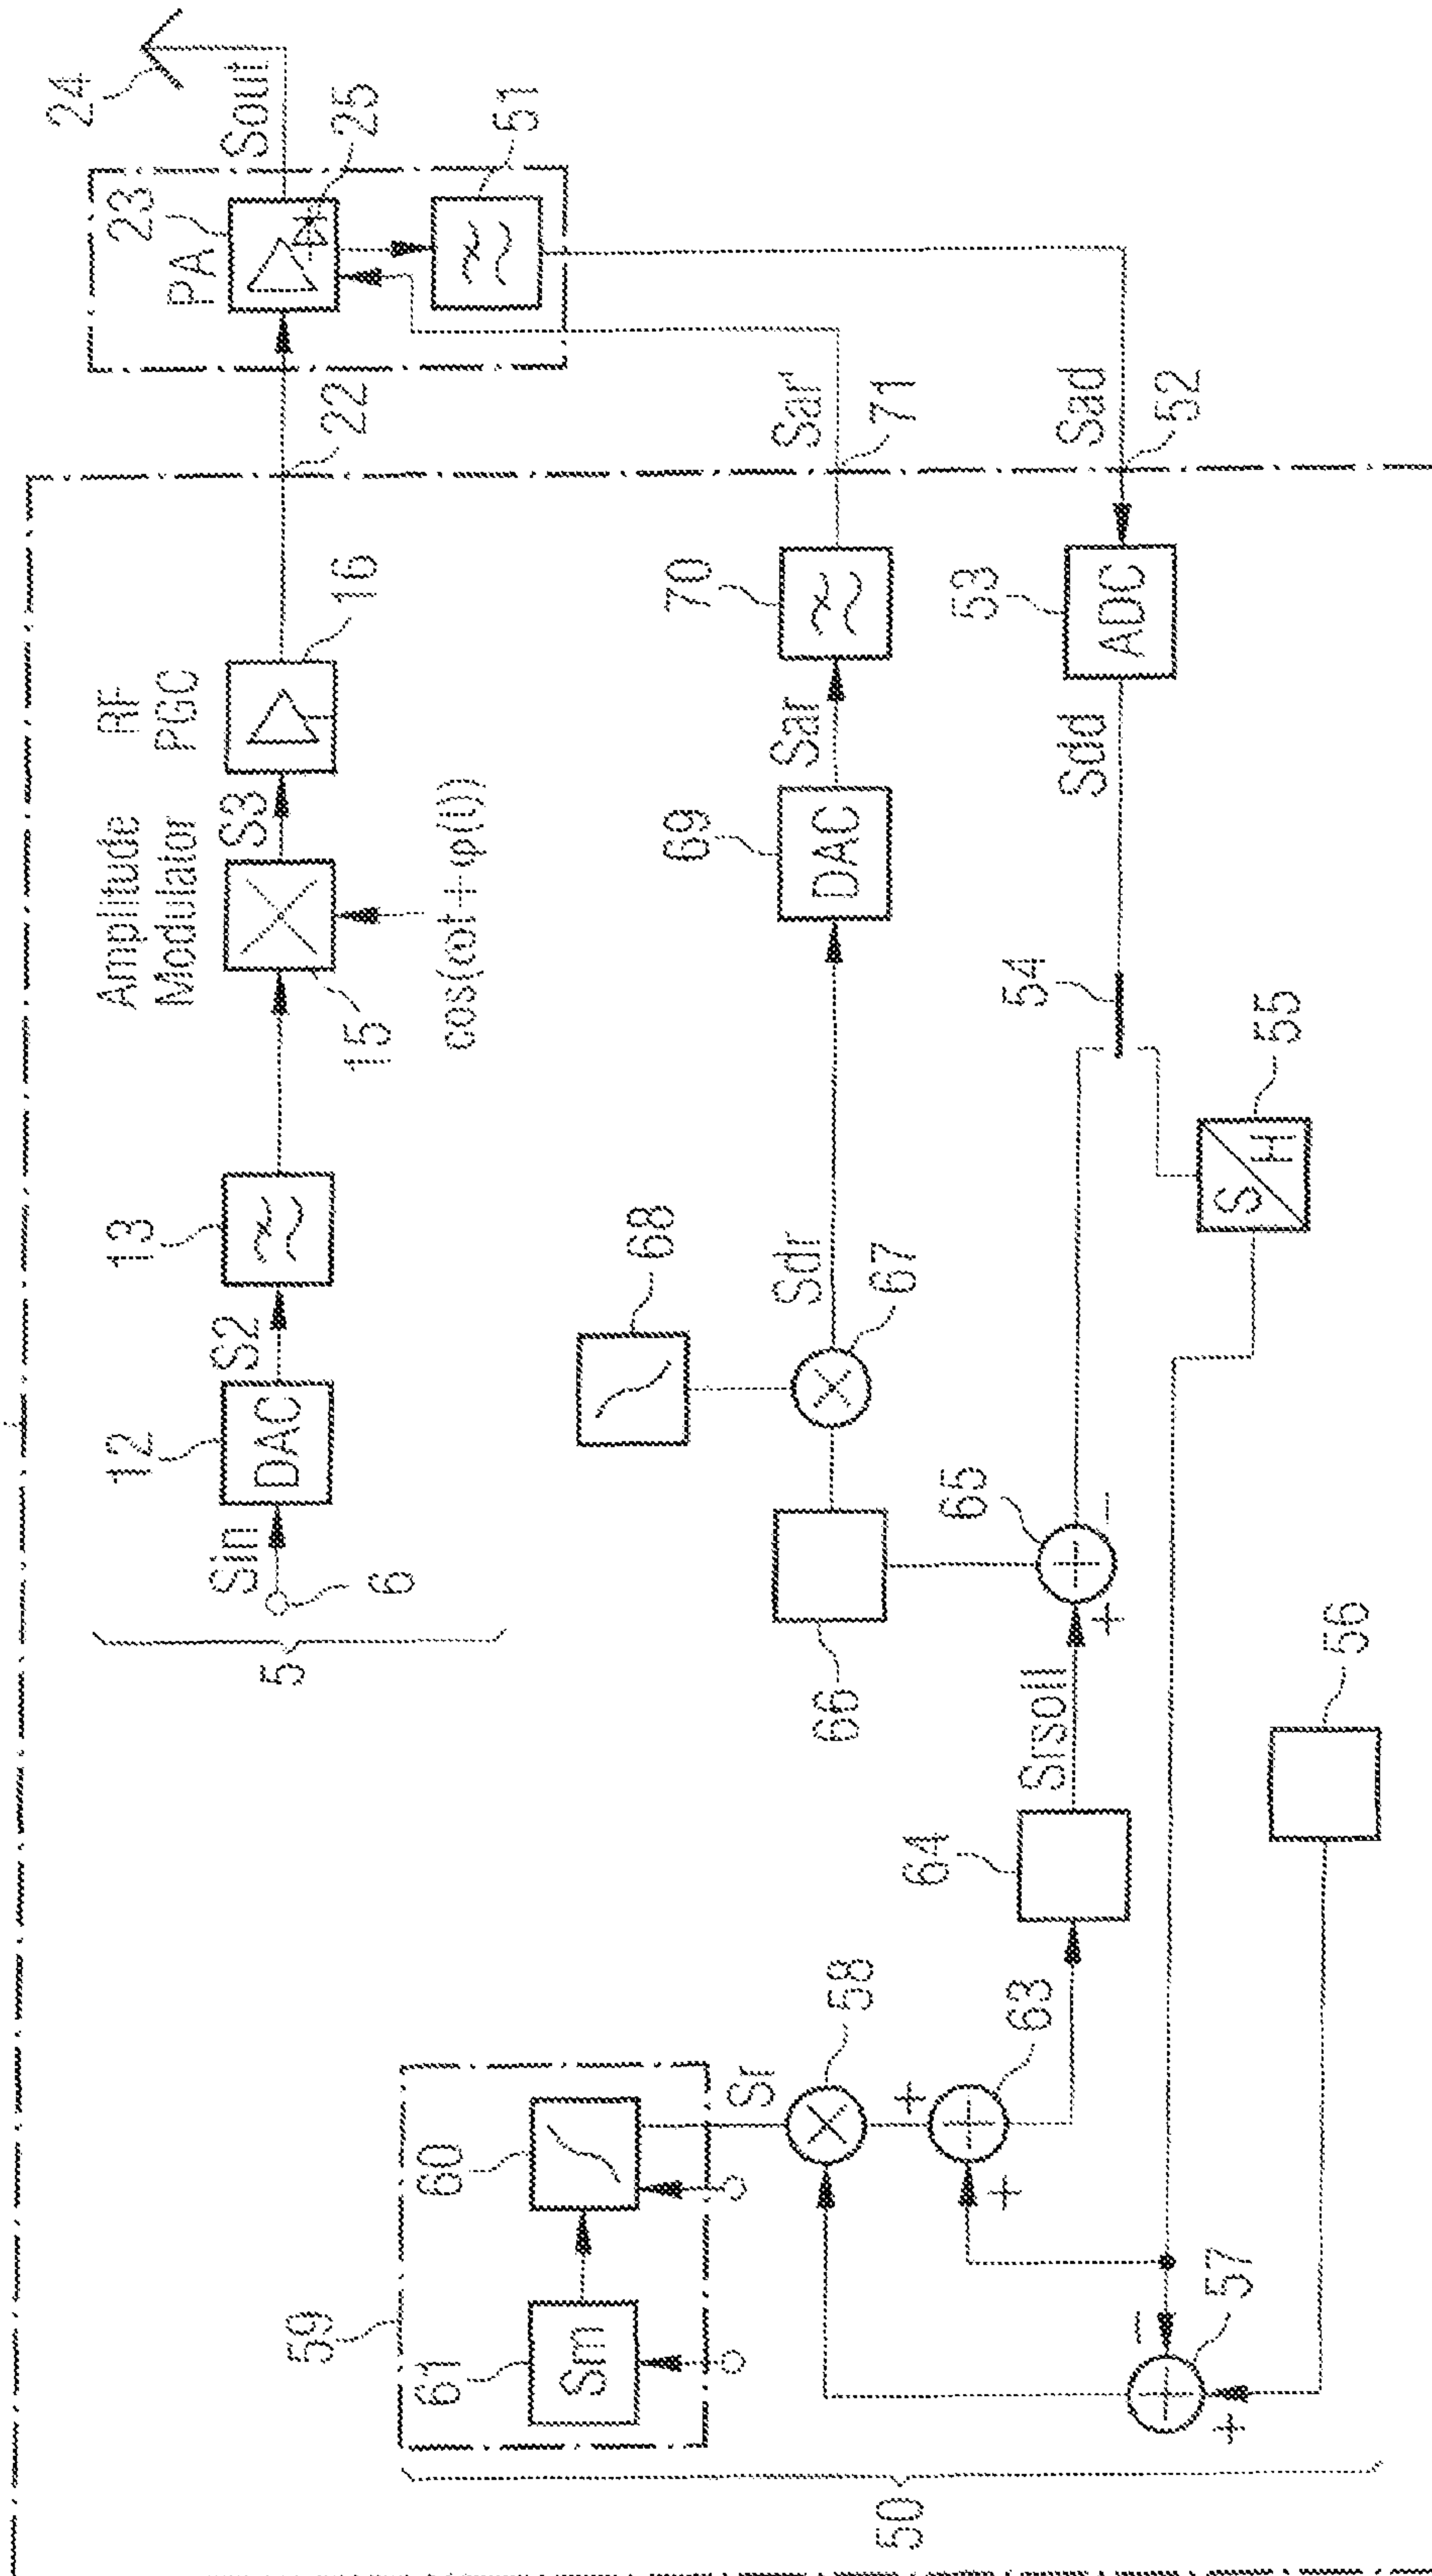 24
Sout
23
PA
25
51
22
Sar'
71
Sad
52
RF
PGC
16
Amplitude
Modulator
S3
15
cos(ωt+φ(t))
13
S2
12
DAC
Sin
6
5
70
Sar
69
DAC
53
ADC
Sdd
54
55
S
H
68
Sdr
67
66
65
+
−
Srsoll
64
56
59
60
61
Sm
Sr
58
+
63
+
−
57
+
50